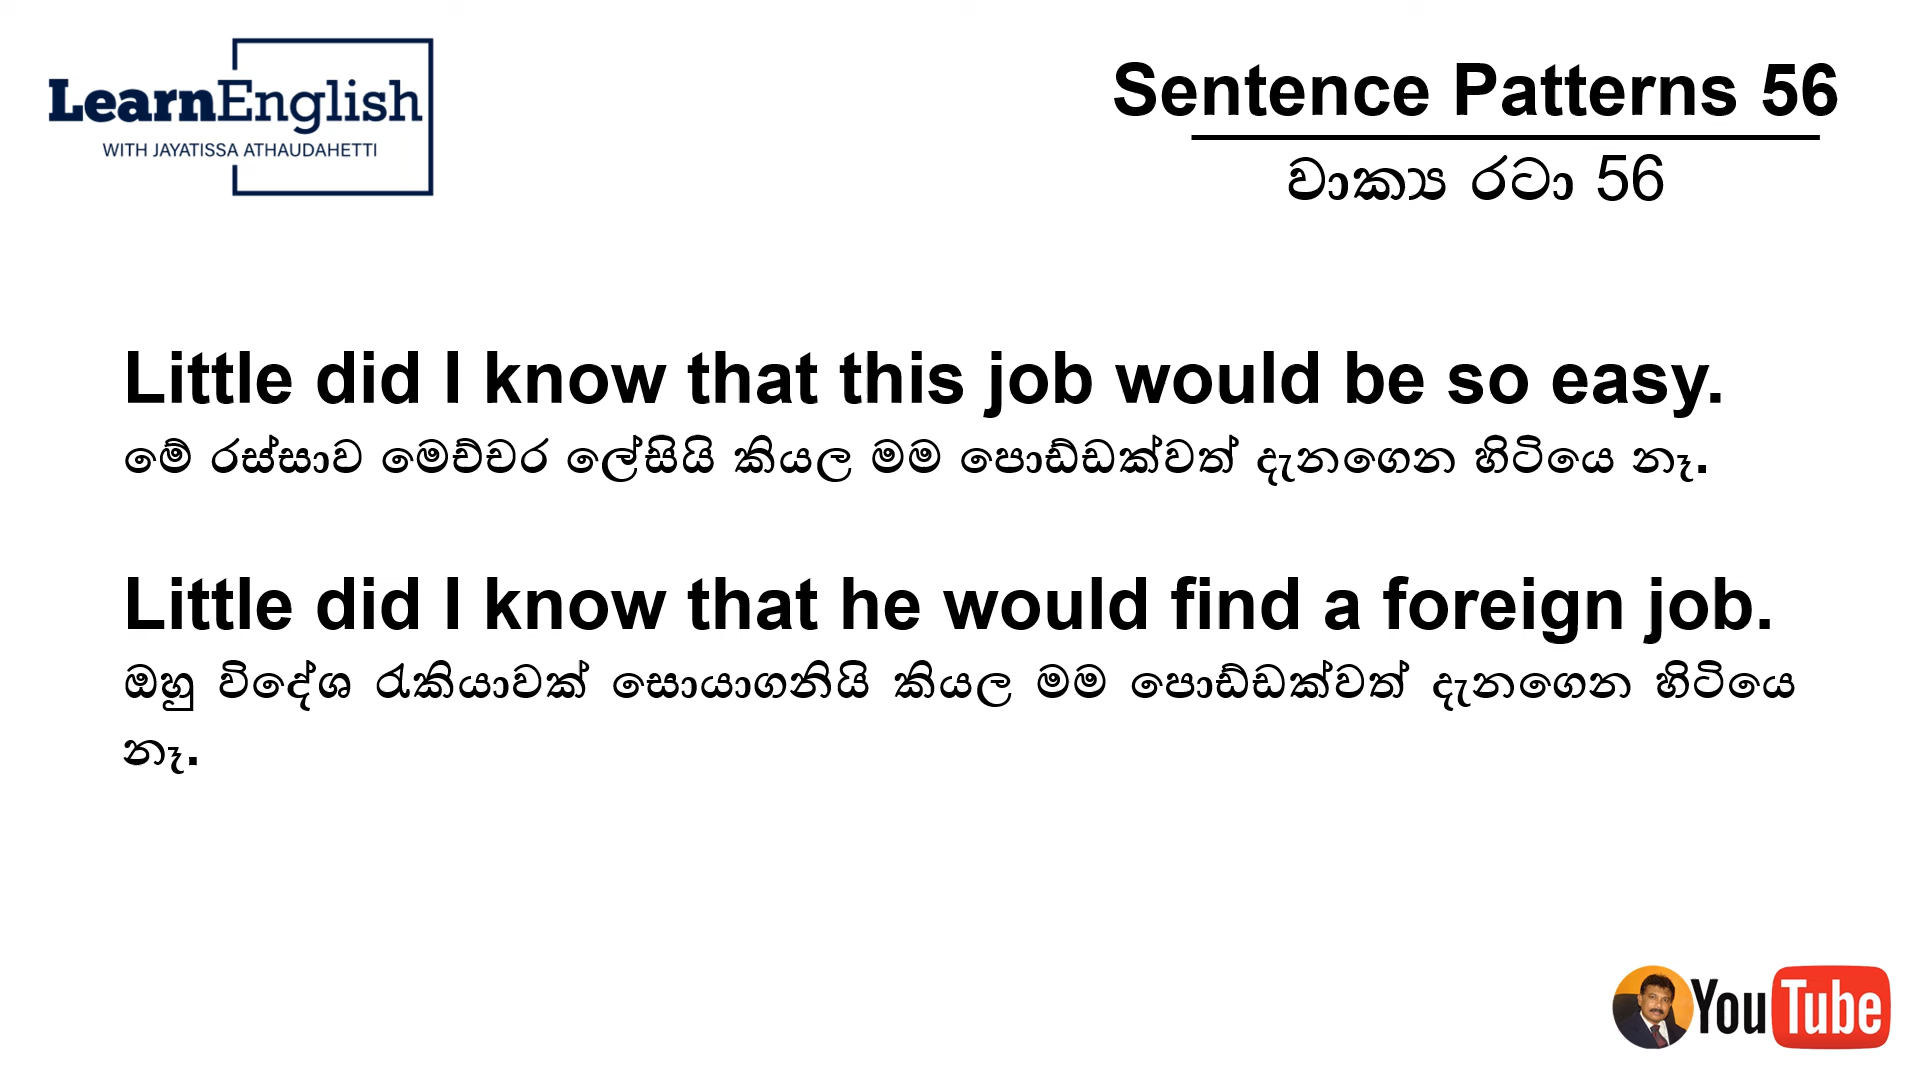 LearnEnglish
WITH JAYATISSA ATHAUDAHETTI
Sentence Patterns 56
වාක්‍ය රටා 56
Little did I know that this job would be so easy.
මේ රස්සාව මෙච්චර ලේසියි කියල මම පොඩ්ඩක්වත් දැනගෙන හිටියෙ නෑ.
Little did I know that he would find a foreign job.
ඔහු විදේශ රැකියාවක් සොයාගනියි කියල මම පොඩ්ඩක්වත් දැනගෙන හිටියෙ
නෑ.
YouTube